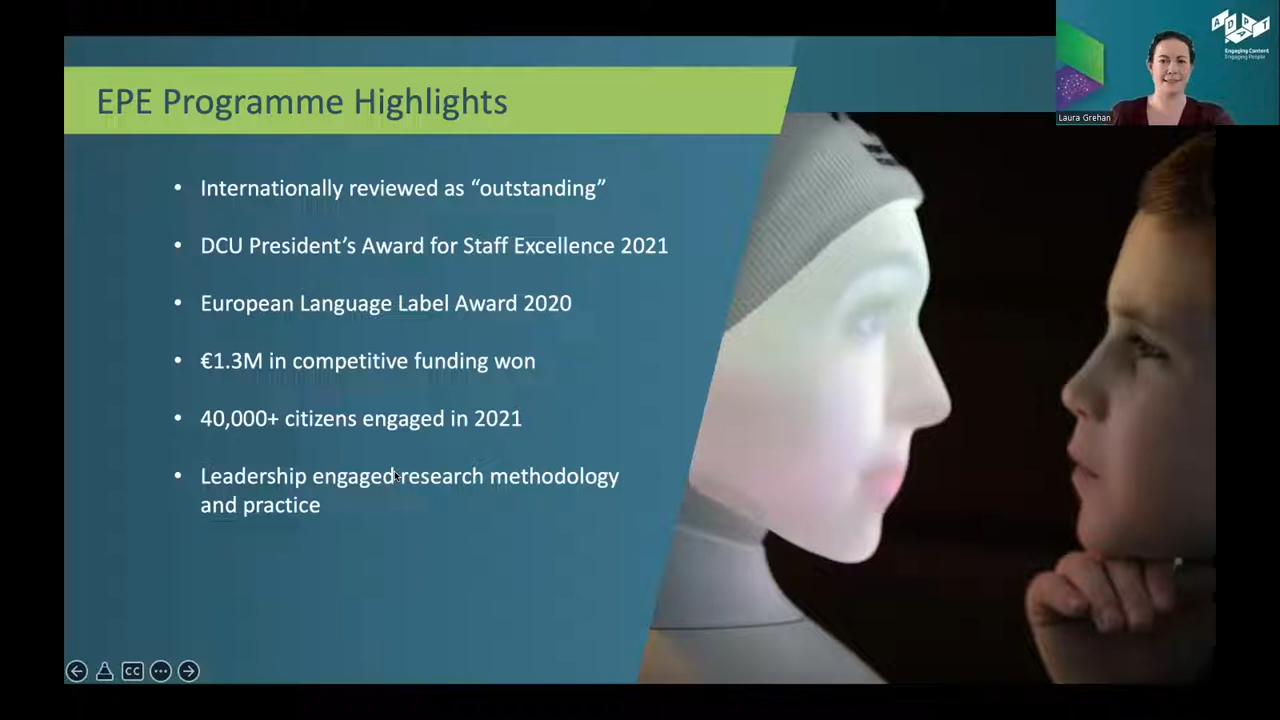 EPE Programme Highlights
• Internationally reviewed as “outstanding”
• DCU President’s Award for Staff Excellence 2021
• European Language Label Award 2020
• €1.3M in competitive funding won
• 40,000+ citizens engaged in 2021
• Leadership engaged research methodology
and practice
ADAPT
Engaging Content
Engaging People
Laura Grehan
CC